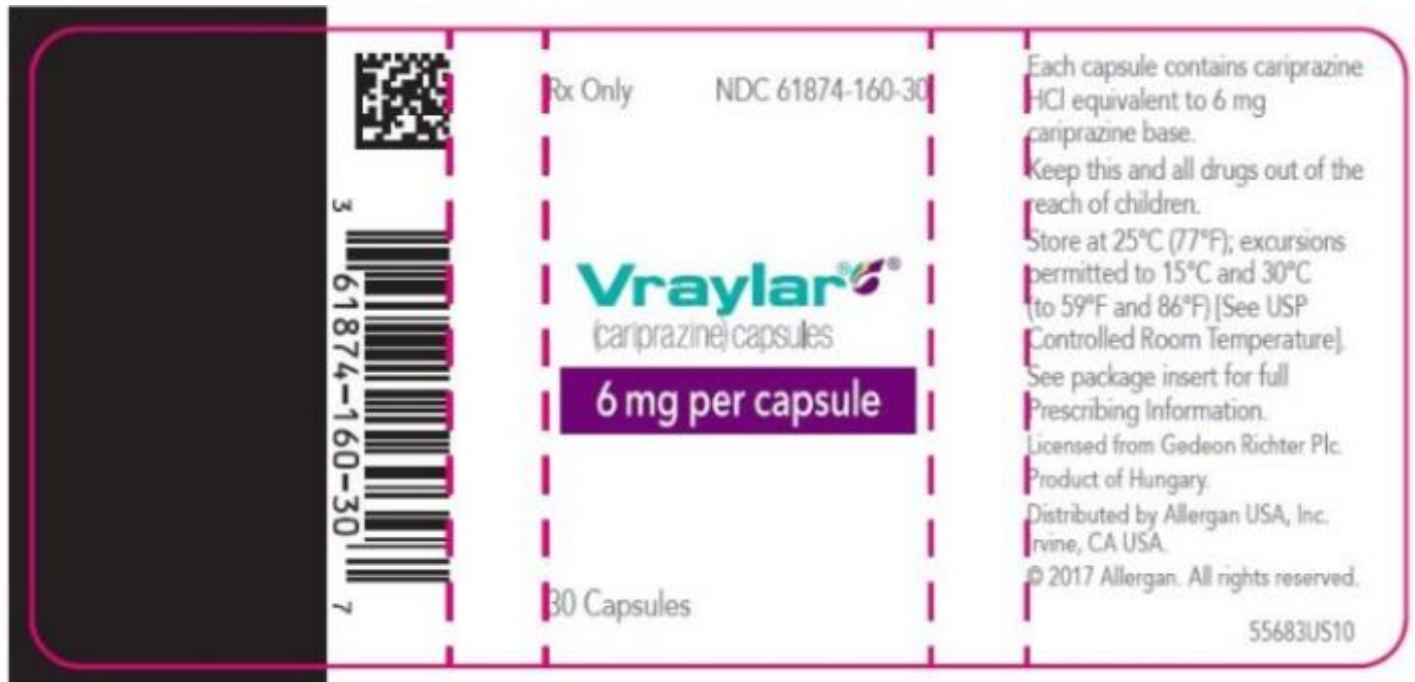 3
61874-160-30
7
Rx Only
NDC 61874-160-30
Vraylar®®
(cariprazine) capsules
6 mg per capsule
30 Capsules
Each capsule contains cariprazine
HCl equivalent to 6 mg
cariprazine base.
Keep this and all drugs out of the
reach of children.
Store at 25°C (77°F); excursions
permitted to 15°C and 30°C
(to 59°F and 86°F) [See USP
Controlled Room Temperature].
See package insert for full
Prescribing Information.
Licensed from Gedeon Richter Plc.
Product of Hungary.
Distributed by Allergan USA, Inc.
Irvine, CA USA.
© 2017 Allergan. All rights reserved.
55683US10